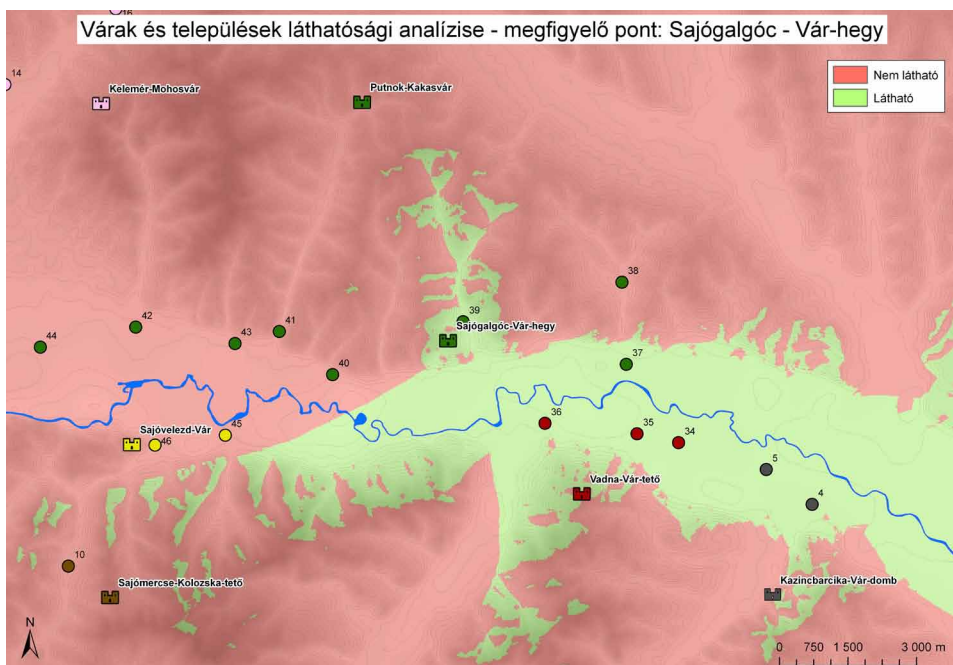 16
Várak és települések láthatósági analízise - megfigyelő pont: Sajógalgóc - Vár-hegy
14
Kelemér-Mohosvár
Putnok-Kakasvár
Nem látható
Látható
38
39
42
Sajógalgóc-Vár-hegy
44
43
41
37
40
36
Sajóvelezd-Vár
45
46
35
34
5
Vadna-Vár-tető
4
10
Sajómercse-Kolozska-tető
Kazincbarcika-Vár-domb
N
0 750 1 500 3 000 m